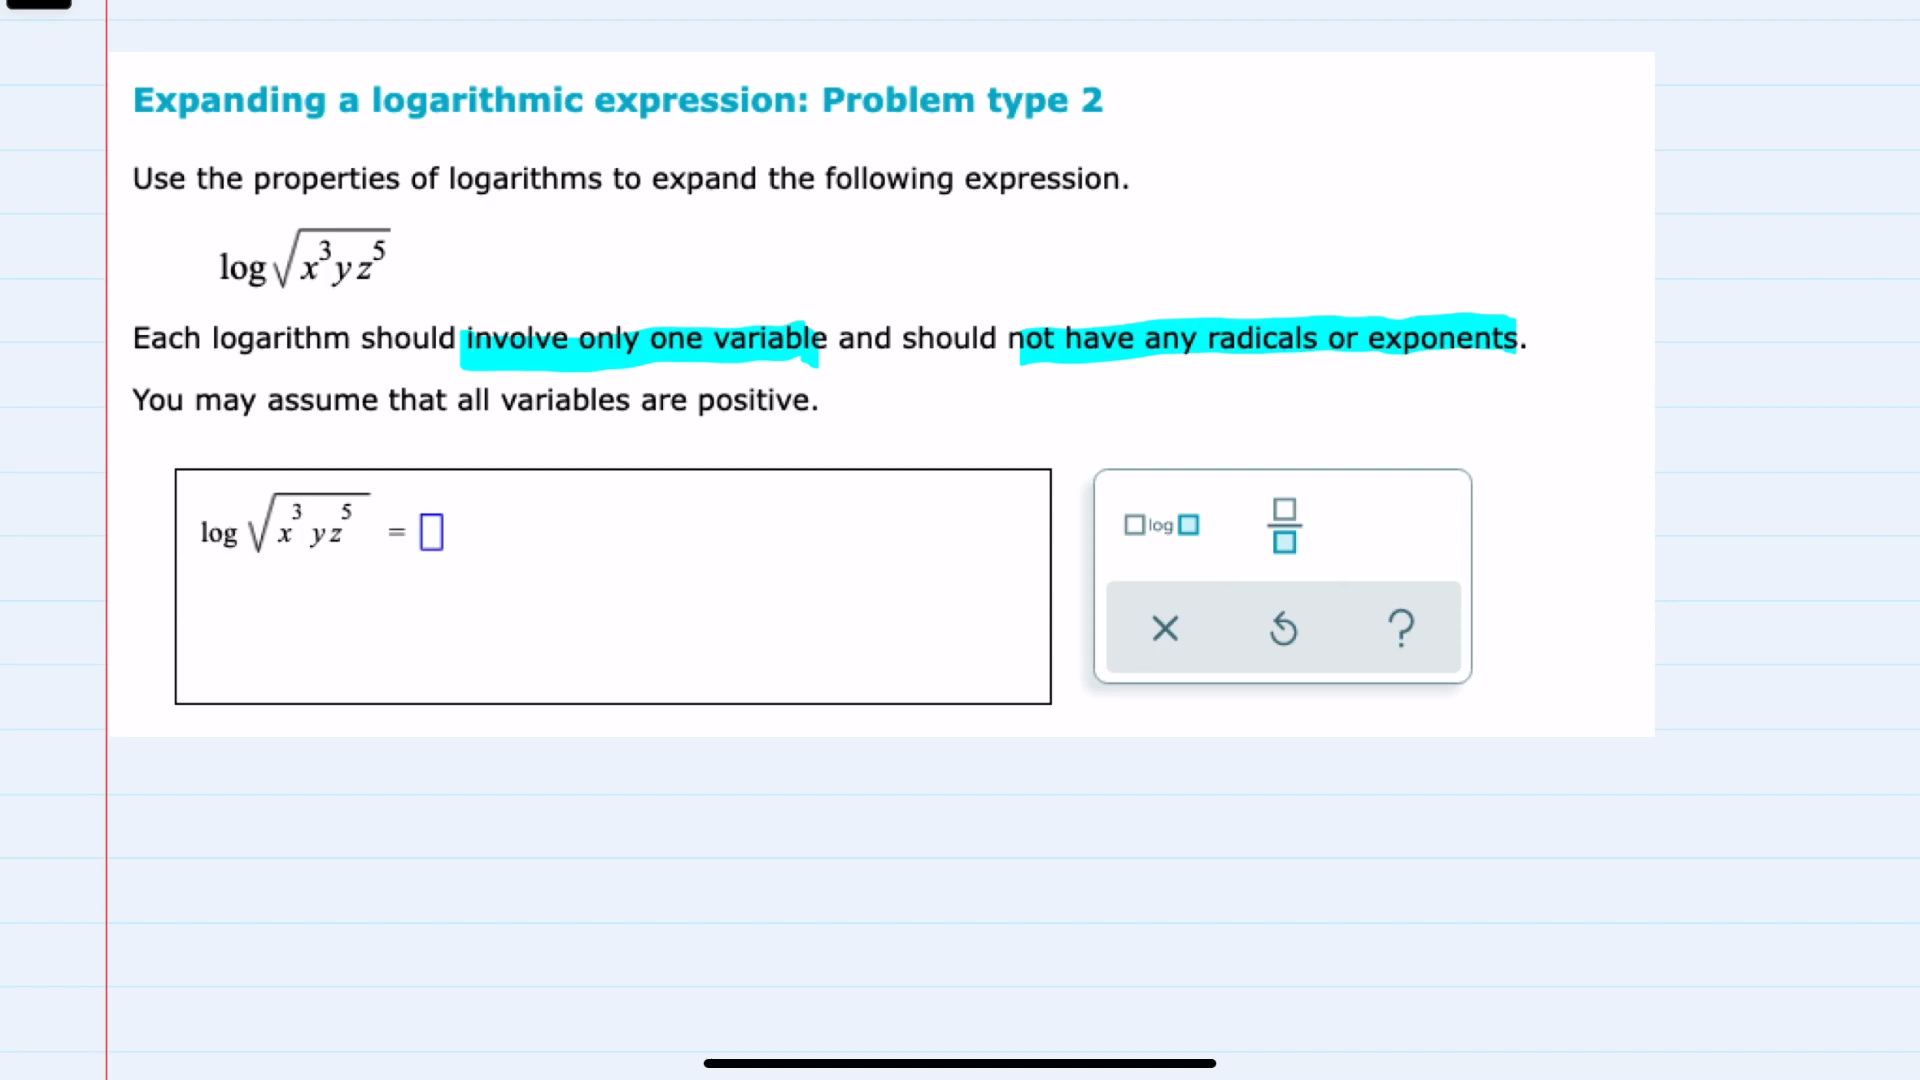 Expanding a logarithmic expression: Problem type 2
Use the properties of logarithms to expand the following expression.
log √(x³yz⁵)
Each logarithm should involve only one variable and should not have any radicals or exponents.
You may assume that all variables are positive.
log √(x³yz⁵) = □
□log□ □/□
× ↺ ?